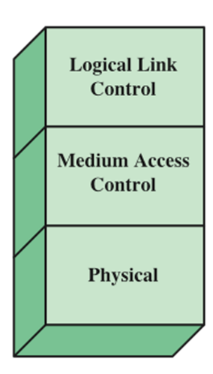 Logical Link
Control
Medium Access
Control
Physical